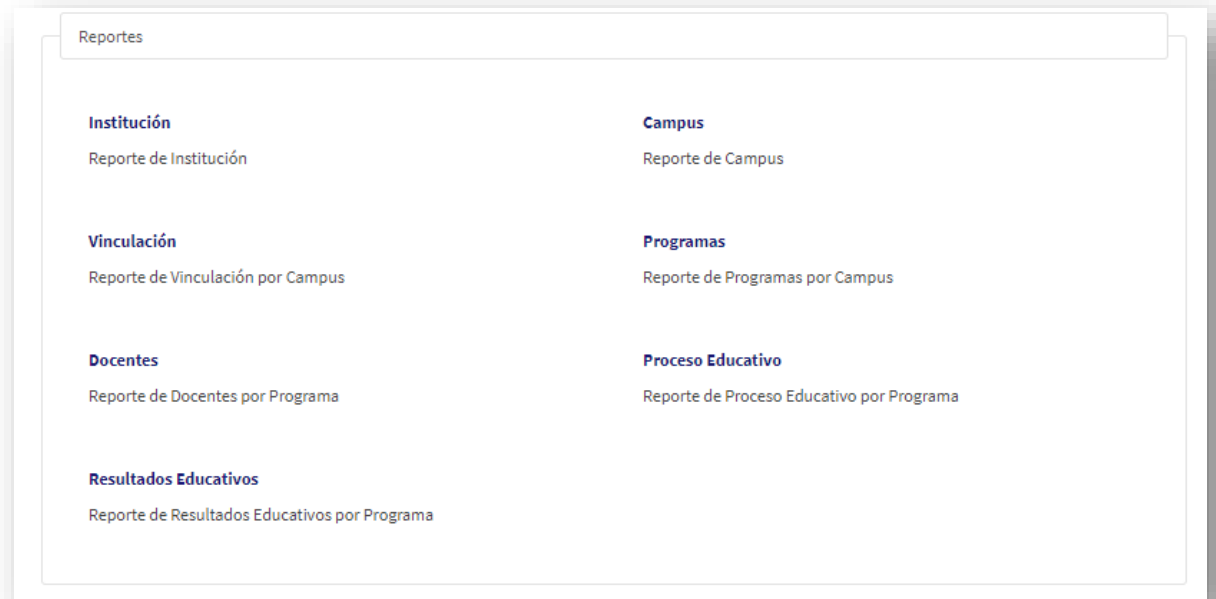 Reportes
Institución
Reporte de Institución
Campus
Reporte de Campus
Vinculación
Reporte de Vinculación por Campus
Programas
Reporte de Programas por Campus
Docentes
Reporte de Docentes por Programa
Proceso Educativo
Reporte de Proceso Educativo por Programa
Resultados Educativos
Reporte de Resultados Educativos por Programa